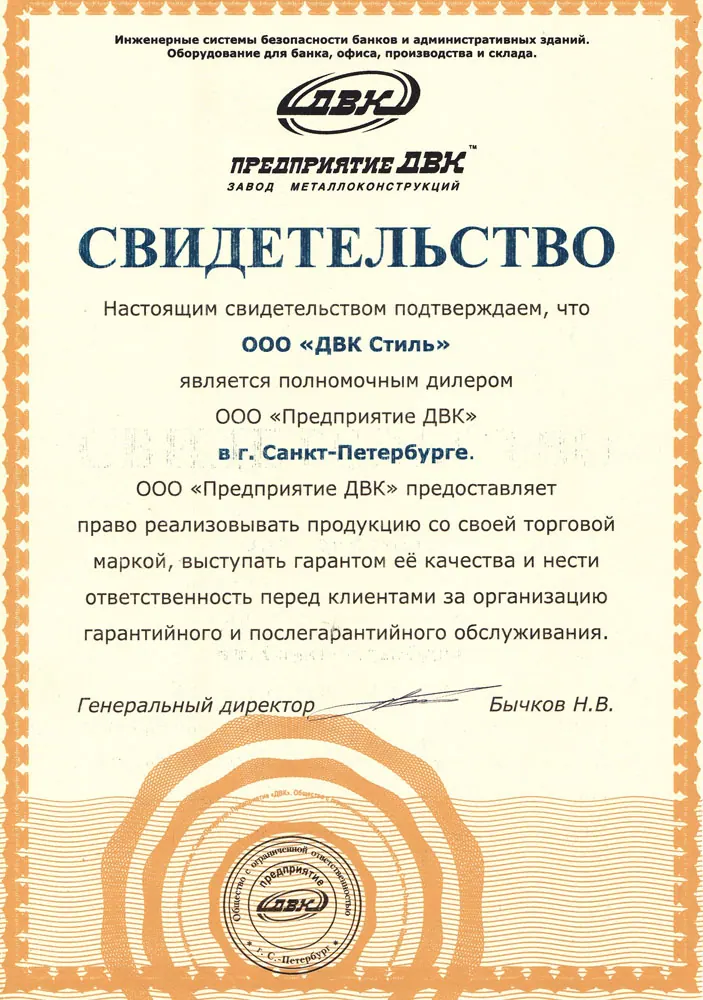 Инженерные системы безопасности банков и административных зданий.
Оборудование для банка, офиса, производства и склада.
ДВК
ПРЕДПРИЯТИЕ ДВК™
ЗАВОД МЕТАЛЛОКОНСТРУКЦИЙ
СВИДЕТЕЛЬСТВО
Настоящим свидетельством подтверждаем, что
ООО «ДВК Стиль»
является полномочным дилером
ООО «Предприятие ДВК»
в г. Санкт-Петербурге.
ООО «Предприятие ДВК» предоставляет
право реализовывать продукцию со своей торговой
маркой, выступать гарантом её качества и нести
ответственность перед клиентами за организацию
гарантийного и послегарантийного обслуживания.
Генеральный директор Бычков Н.В.
Общество с ограниченной ответственностью
предприятие
ДВК
* г. С.-Петербург *